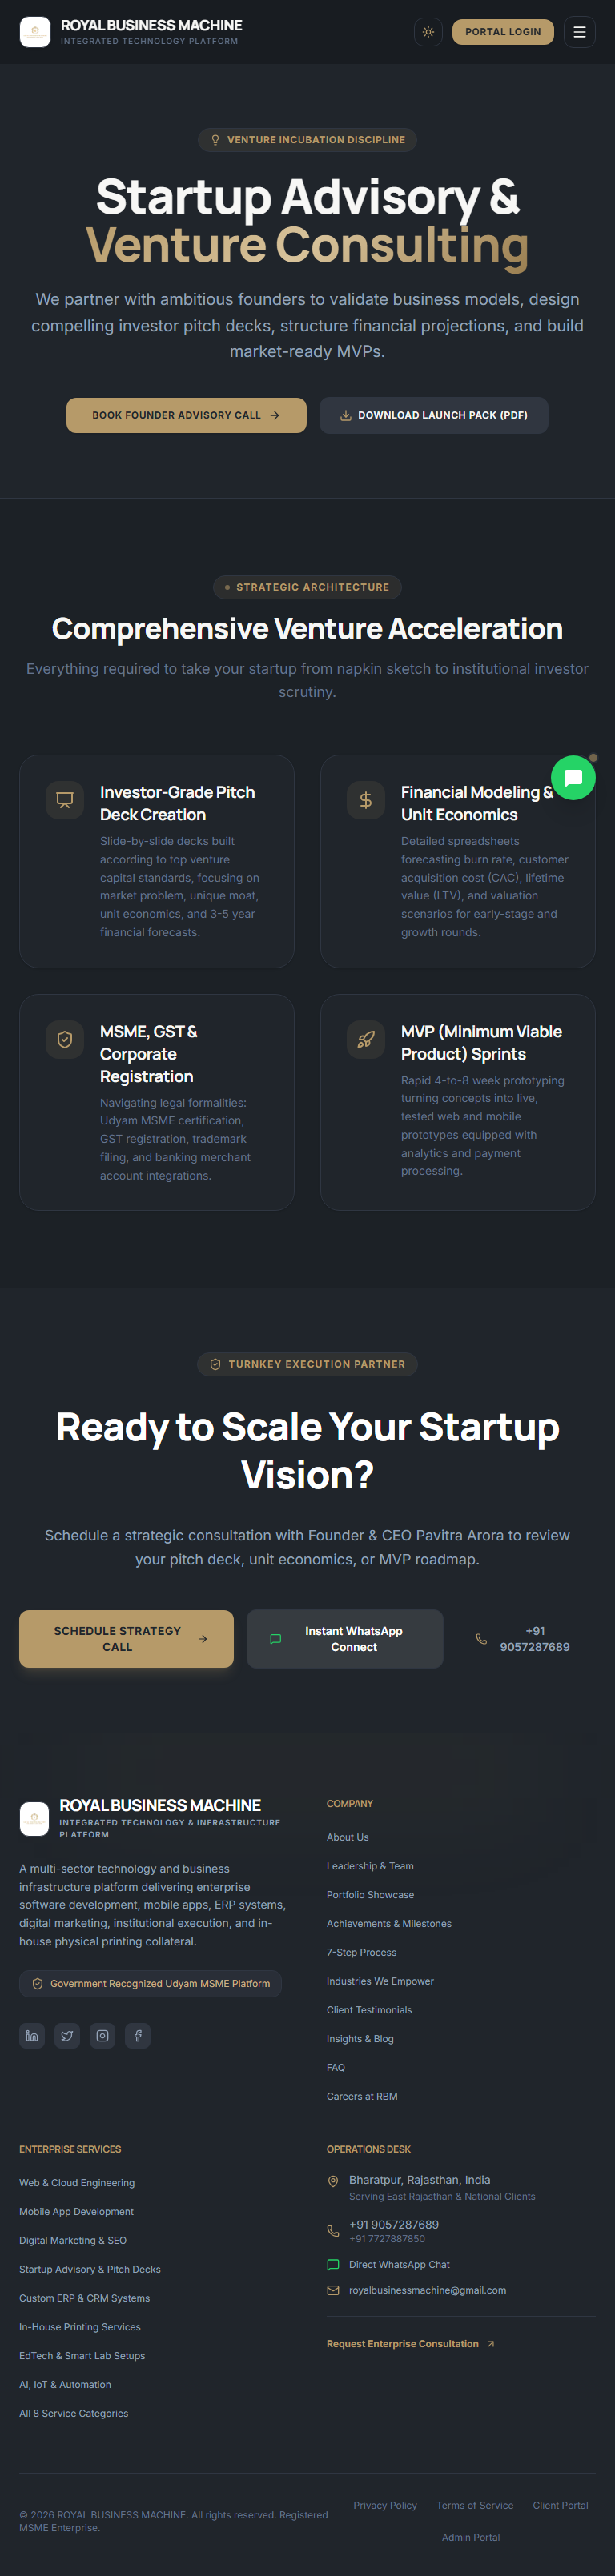 ROYAL BUSINESS MACHINE
INTEGRATED TECHNOLOGY PLATFORM
PORTAL LOGIN
VENTURE INCUBATION DISCIPLINE
Startup Advisory &
Venture Consulting
We partner with ambitious founders to validate business models, design
compelling investor pitch decks, structure financial projections, and build
market-ready MVPs.
BOOK FOUNDER ADVISORY CALL
DOWNLOAD LAUNCH PACK (PDF)
STRATEGIC ARCHITECTURE
Comprehensive Venture Acceleration
Everything required to take your startup from napkin sketch to institutional investor
scrutiny.
Investor-Grade Pitch
Deck Creation
Slide-by-slide decks built
according to top venture
capital standards, focusing on
market problem, unique moat,
unit economics, and 3-5 year
financial forecasts.
Financial Modeling &
Unit Economics
Detailed spreadsheets
forecasting burn rate, customer
acquisition cost (CAC), lifetime
value (LTV), and valuation
scenarios for early-stage and
growth rounds.
MSME, GST &
Corporate
Registration
Navigating legal formalities:
Udyam MSME certification,
GST registration, trademark
filing, and banking merchant
account integrations.
MVP (Minimum Viable
Product) Sprints
Rapid 4-to-8 week prototyping
turning concepts into live,
tested web and mobile
prototypes equipped with
analytics and payment
processing.
TURNKEY EXECUTION PARTNER
Ready to Scale Your Startup
Vision?
Schedule a strategic consultation with Founder & CEO Pavitra Arora to review
your pitch deck, unit economics, or MVP roadmap.
SCHEDULE STRATEGY
CALL
Instant WhatsApp
Connect
+91
9057287689
ROYAL BUSINESS MACHINE
INTEGRATED TECHNOLOGY & INFRASTRUCTURE
PLATFORM
A multi-sector technology and business
infrastructure platform delivering enterprise
software development, mobile apps, ERP systems,
digital marketing, institutional execution, and in-
house physical printing collateral.
Government Recognized Udyam MSME Platform
COMPANY
About Us
Leadership & Team
Portfolio Showcase
Achievements & Milestones
7-Step Process
Industries We Empower
Client Testimonials
Insights & Blog
FAQ
Careers at RBM
ENTERPRISE SERVICES
Web & Cloud Engineering
Mobile App Development
Digital Marketing & SEO
Startup Advisory & Pitch Decks
Custom ERP & CRM Systems
In-House Printing Services
EdTech & Smart Lab Setups
AI, IoT & Automation
All 8 Service Categories
OPERATIONS DESK
Bharatpur, Rajasthan, India
Serving East Rajasthan & National Clients
+91 9057287689
+91 7727887850
Direct WhatsApp Chat
royalbusinessmachine@gmail.com
Request Enterprise Consultation
© 2026 ROYAL BUSINESS MACHINE. All rights reserved. Registered
MSME Enterprise.
Privacy Policy
Terms of Service
Client Portal
Admin Portal